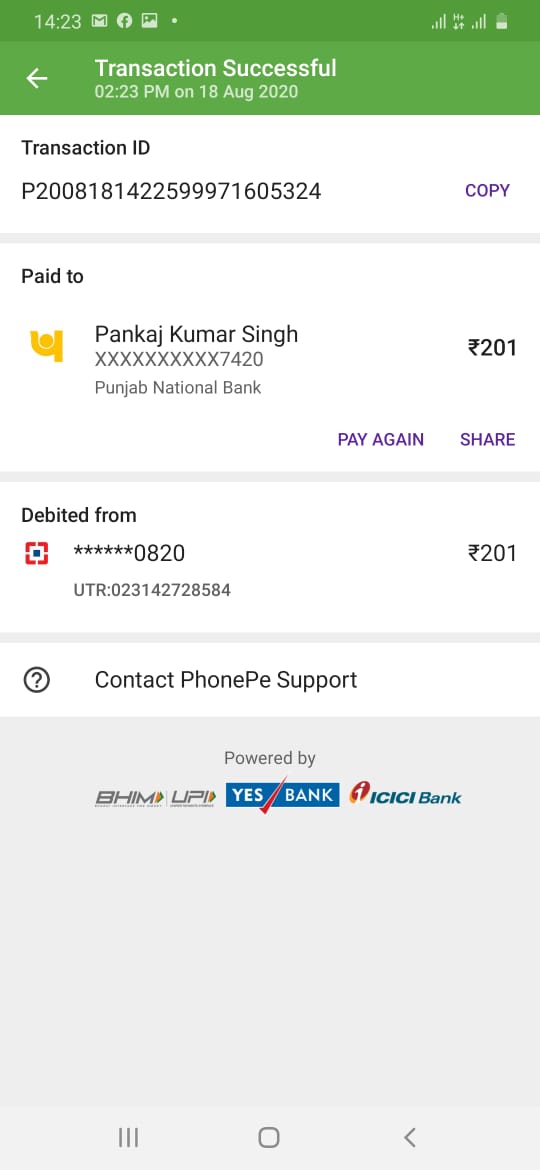 14:23
Transaction Successful
02:23 PM on 18 Aug 2020
Transaction ID
P2008181422599971605324
COPY
Paid to
Pankaj Kumar Singh
₹201
XXXXXXXXXX7420
Punjab National Bank
PAY AGAIN SHARE
Debited from
******0820
₹201
UTR:023142728584
Contact PhonePe Support
Powered by
BHIM UPI YES BANK ICICI Bank